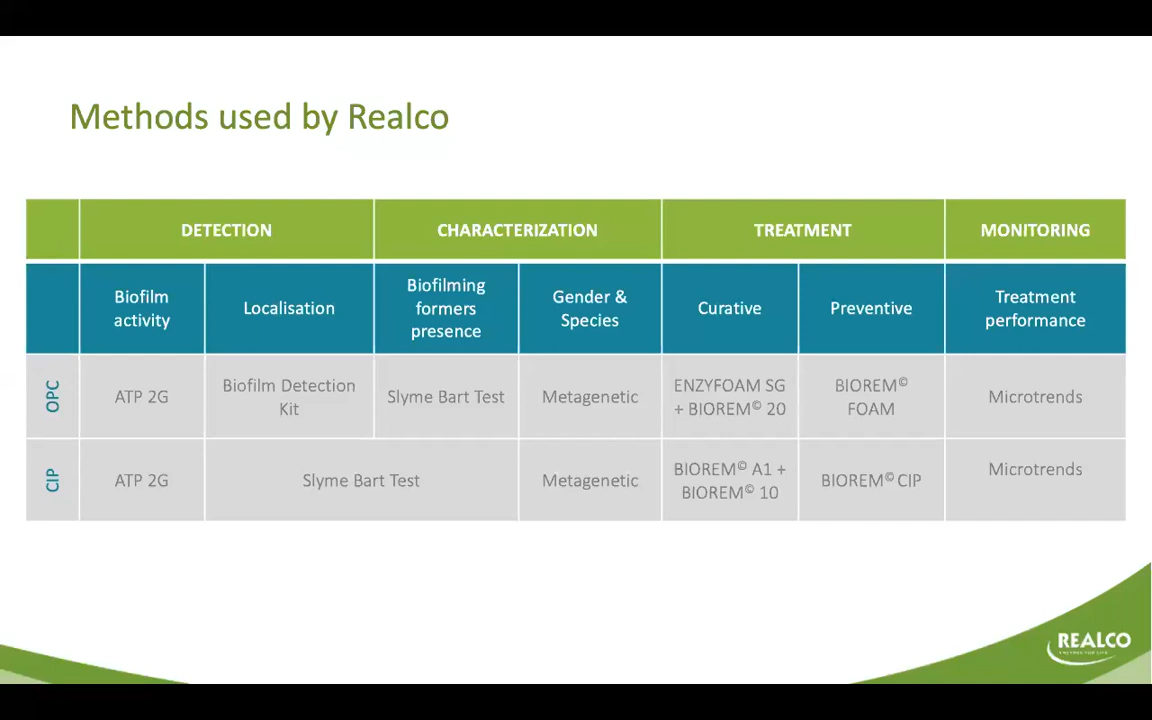 Methods used by Realco
DETECTION CHARACTERIZATION TREATMENT MONITORING
Biofilm activity Localisation Biofilming formers presence Gender & Species Curative Preventive Treatment performance
OPC ATP 2G Biofilm Detection Kit Slyme Bart Test Metagenetic ENZYFOAM SG + BIOREM© 20 BIOREM© FOAM Microtrends
CIP ATP 2G Slyme Bart Test Metagenetic BIOREM© A1 + BIOREM© 10 BIOREM© CIP Microtrends
REALCO